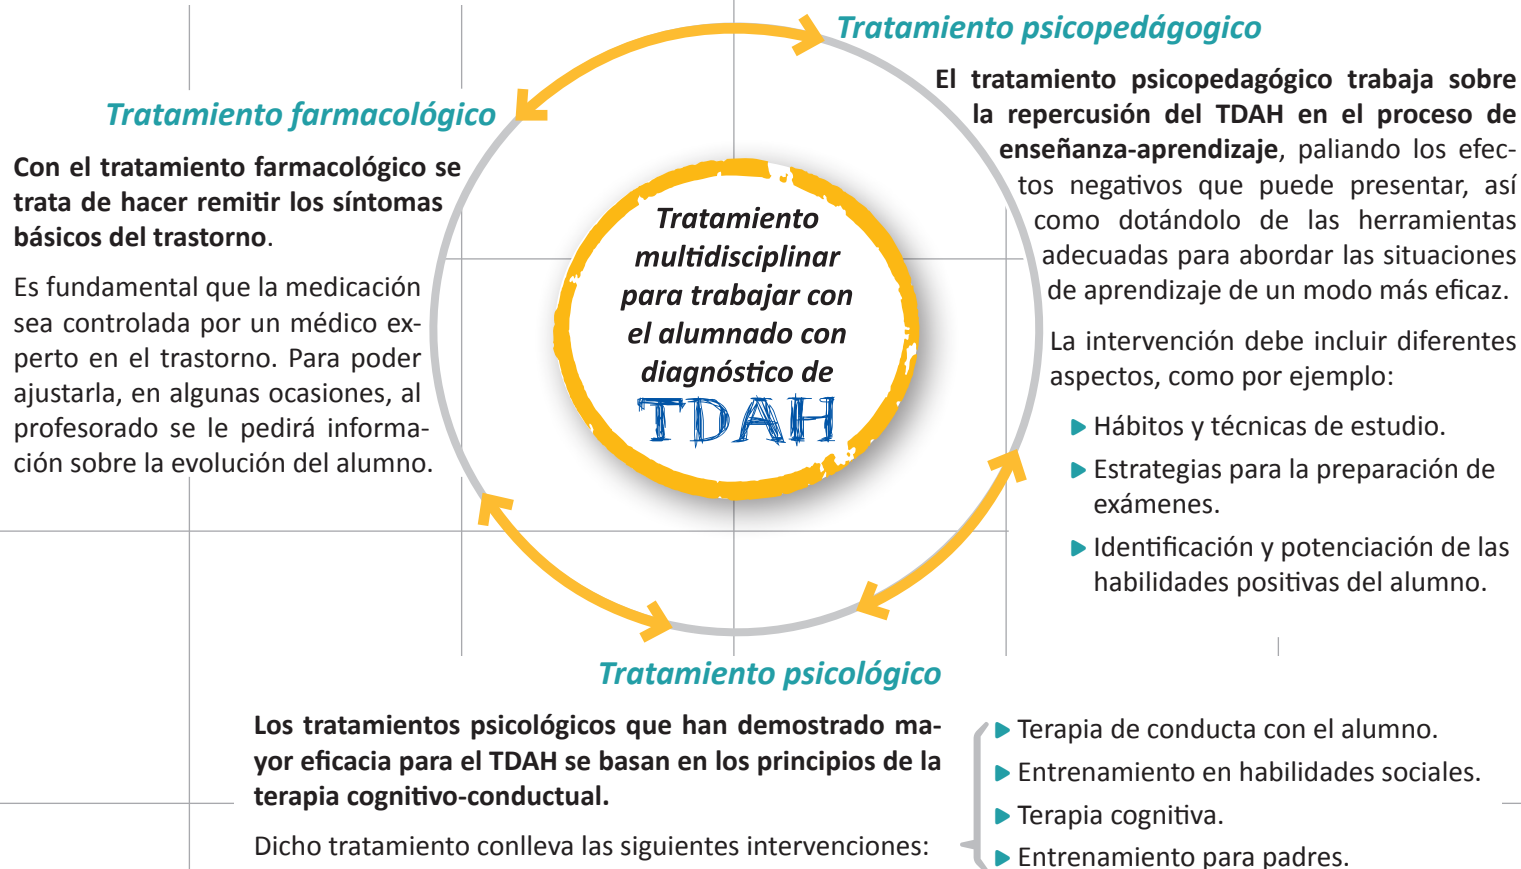 Tratamiento psicopedágogico
El tratamiento psicopedagógico trabaja sobre
la repercusión del TDAH en el proceso de
enseñanza-aprendizaje, paliando los efec-
tos negativos que puede presentar, así
como dotándolo de las herramientas
adecuadas para abordar las situaciones
de aprendizaje de un modo más eficaz.
La intervención debe incluir diferentes
aspectos, como por ejemplo:
Hábitos y técnicas de estudio.
Estrategias para la preparación de
exámenes.
Identificación y potenciación de las
habilidades positivas del alumno.
Tratamiento farmacológico
Con el tratamiento farmacológico se
trata de hacer remitir los síntomas
básicos del trastorno.
Es fundamental que la medicación
sea controlada por un médico ex-
perto en el trastorno. Para poder
ajustarla, en algunas ocasiones, al
profesorado se le pedirá informa-
ción sobre la evolución del alumno.
Tratamiento
multidisciplinar
para trabajar con
el alumnado con
diagnóstico de
TDAH
Tratamiento psicológico
Los tratamientos psicológicos que han demostrado ma-
yor eficacia para el TDAH se basan en los principios de la
terapia cognitivo-conductual.
Dicho tratamiento conlleva las siguientes intervenciones:
Terapia de conducta con el alumno.
Entrenamiento en habilidades sociales.
Terapia cognitiva.
Entrenamiento para padres.